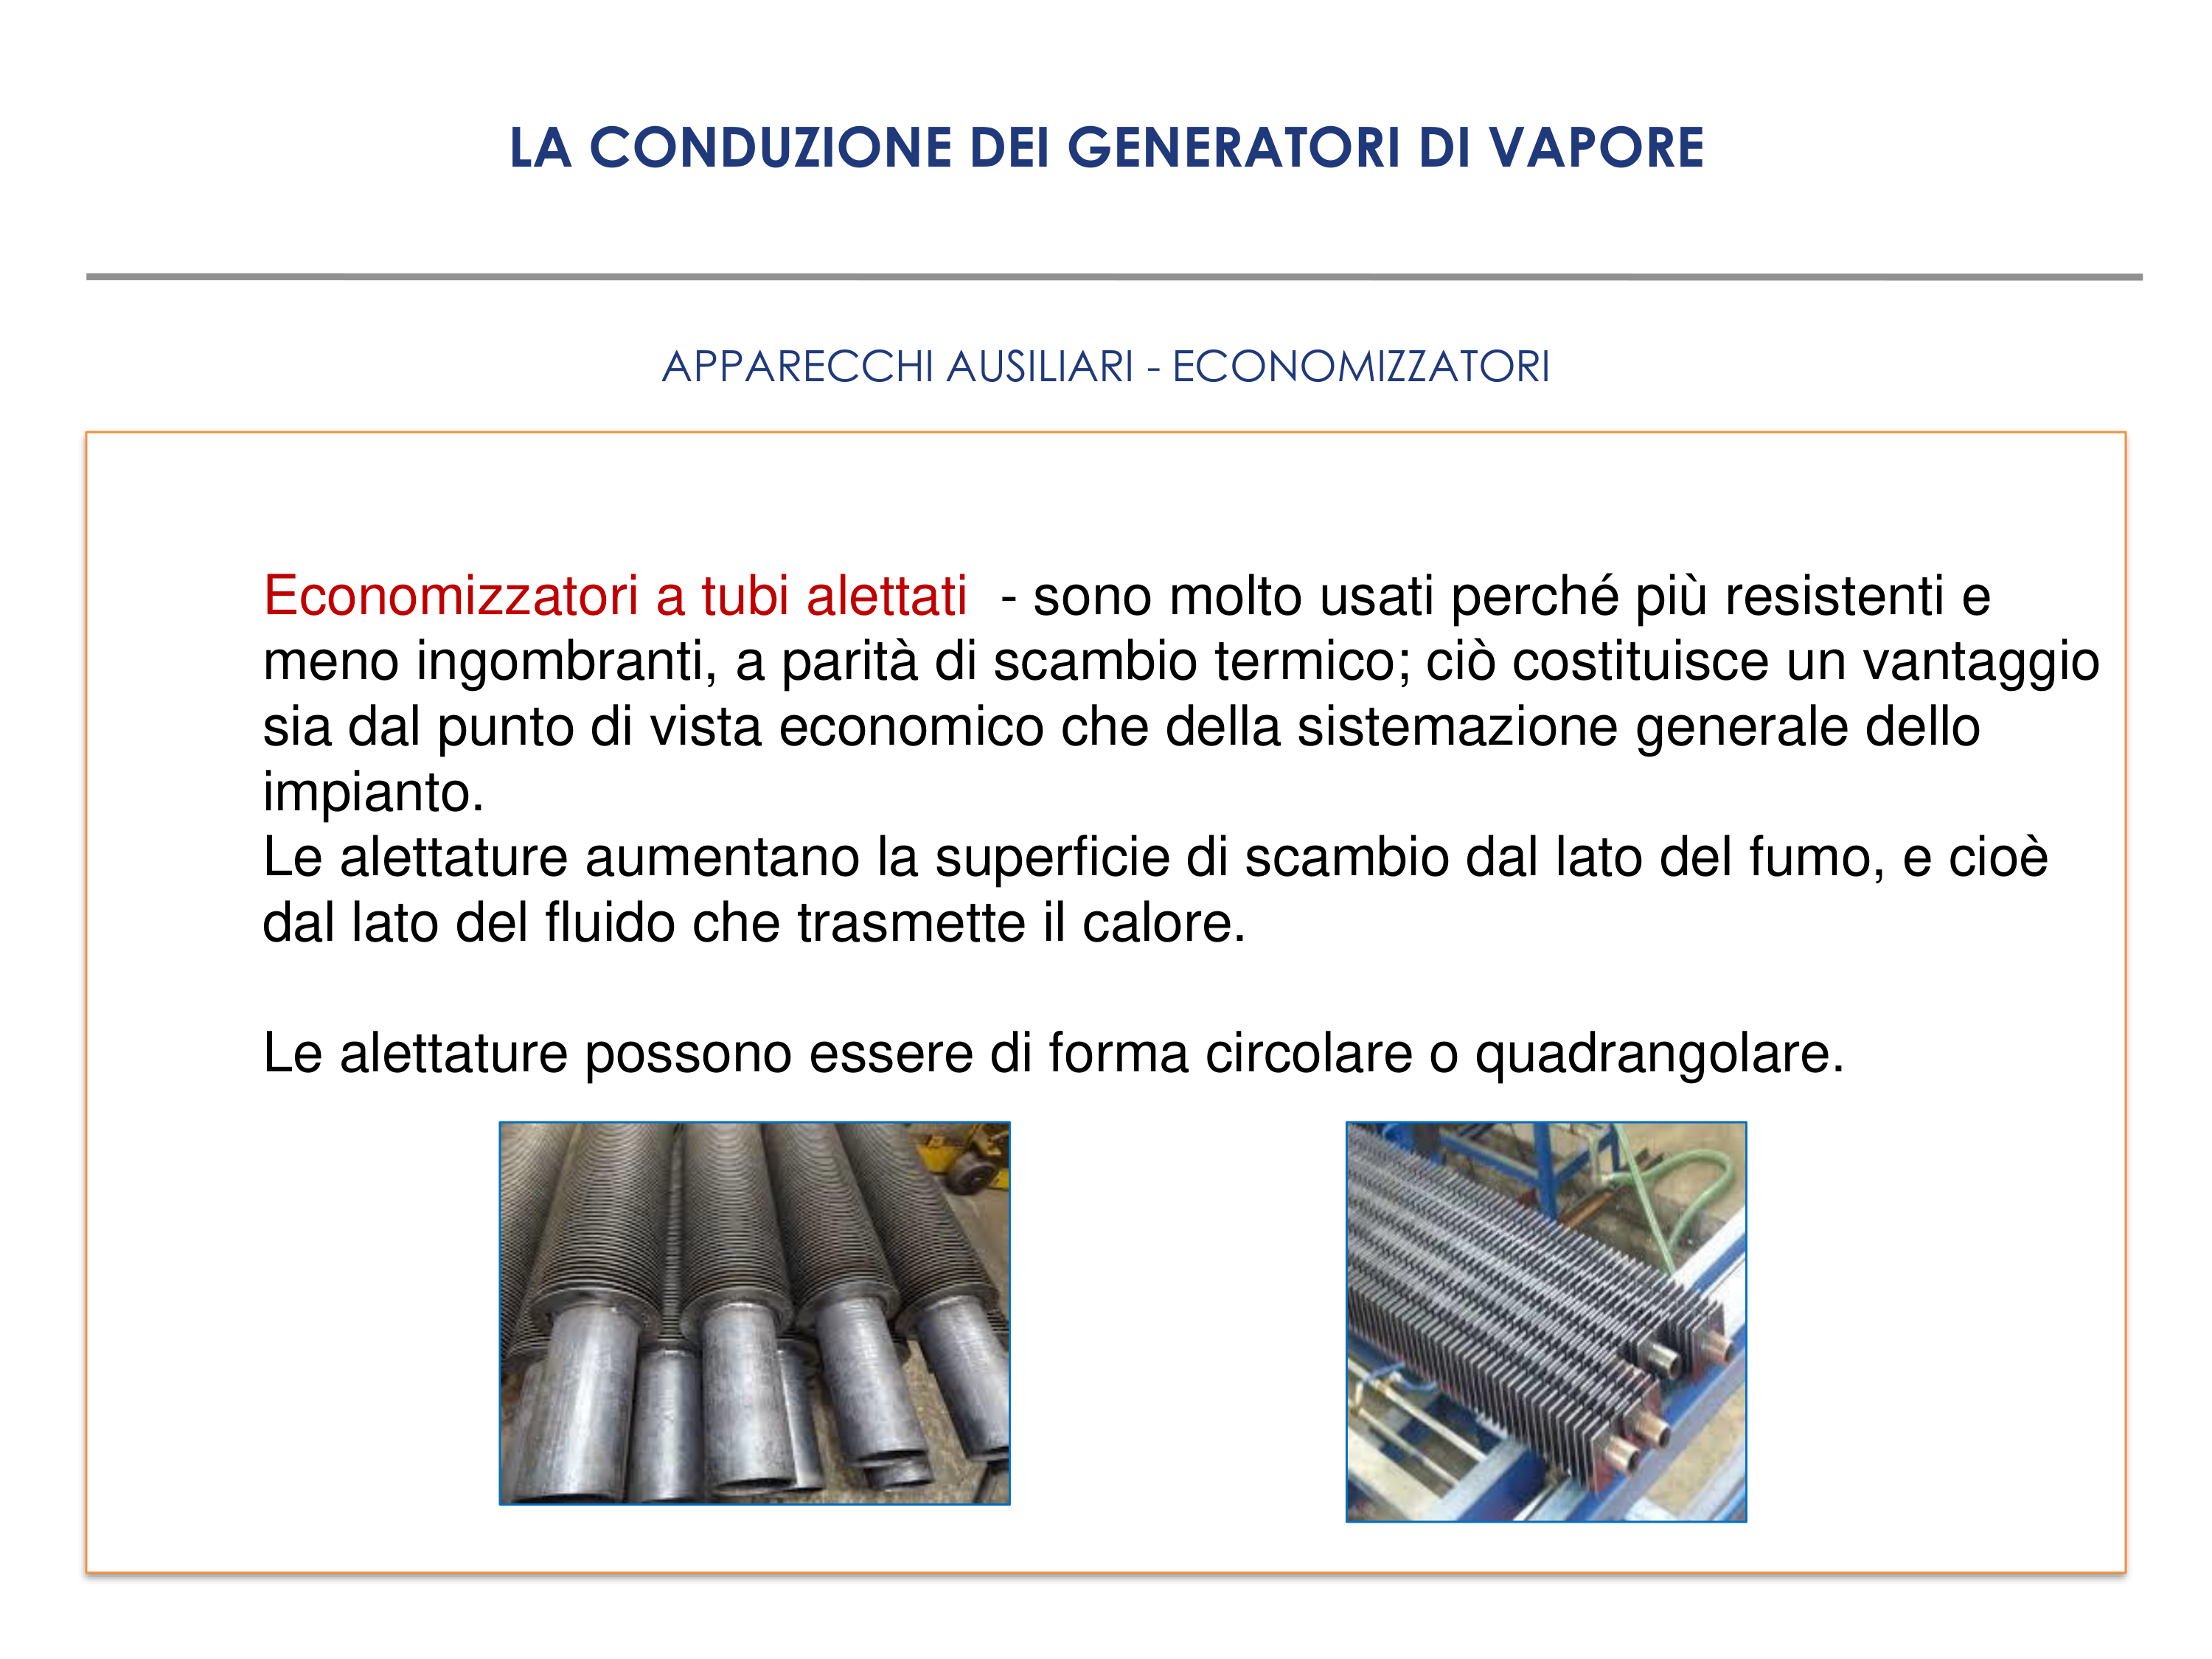 LA CONDUZIONE DEI GENERATORI DI VAPORE
APPARECCHI AUSILIARI - ECONOMIZZATORI
Economizzatori a tubi alettati - sono molto usati perché più resistenti e
meno ingombranti, a parità di scambio termico; ciò costituisce un vantaggio
sia dal punto di vista economico che della sistemazione generale dello
impianto.
Le alettature aumentano la superficie di scambio dal lato del fumo, e cioè
dal lato del fluido che trasmette il calore.
Le alettature possono essere di forma circolare o quadrangolare.